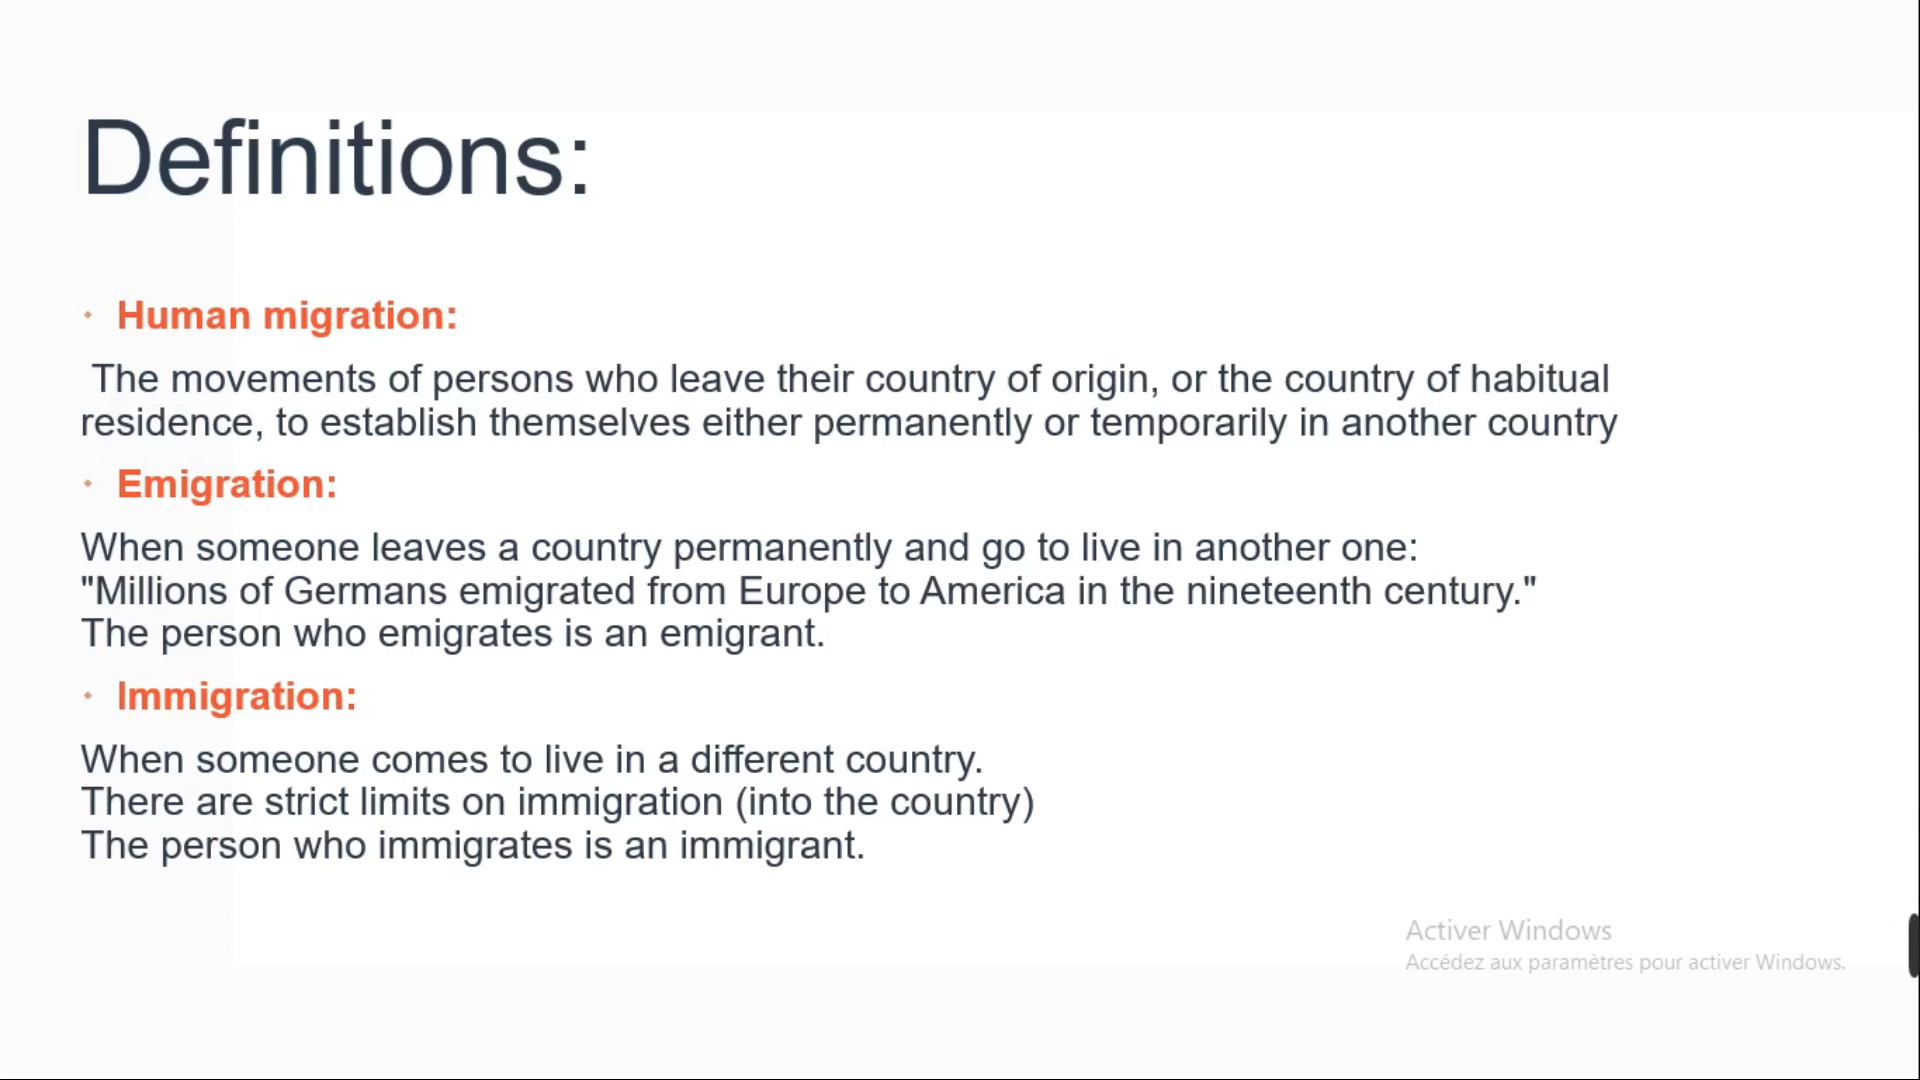 Definitions:
• Human migration:
The movements of persons who leave their country of origin, or the country of habitual
residence, to establish themselves either permanently or temporarily in another country
• Emigration:
When someone leaves a country permanently and go to live in another one:
"Millions of Germans emigrated from Europe to America in the nineteenth century."
The person who emigrates is an emigrant.
• Immigration:
When someone comes to live in a different country.
There are strict limits on immigration (into the country)
The person who immigrates is an immigrant.
Activer Windows
Accédez aux paramètres pour activer Windows.